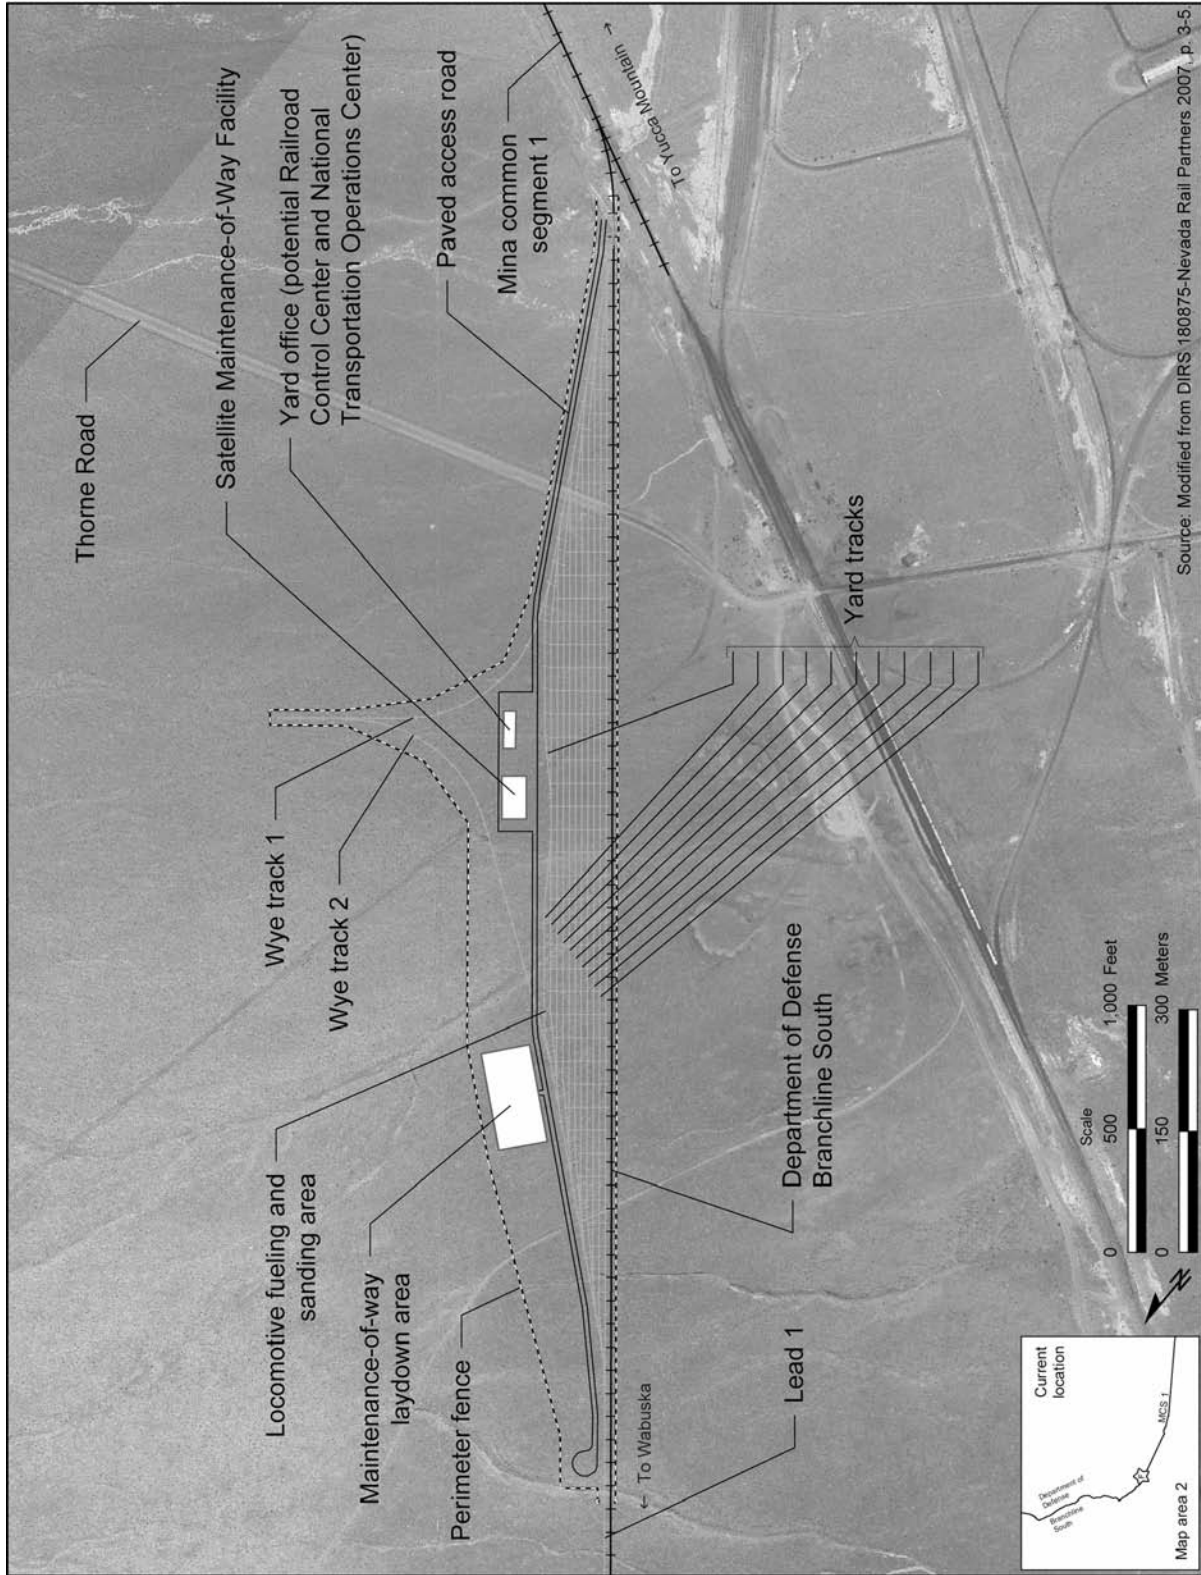 Thorne Road
Satellite Maintenance-of-Way Facility
Yard office (potential Railroad
Control Center and National
Transportation Operations Center)
Wye track 1
Wye track 2
Locomotive fueling and
sanding area
Maintenance-of-way
laydown area
Perimeter fence
Paved access road
Mina common
segment 1
To Yucca Mountain →
← To Wabuska
Lead 1
Department of Defense
Branchline South
Yard tracks
Scale
0 500 1,000 Feet
0 150 300 Meters
N
Current
location
Department of
Defense
Branchline
South
MCS 1
Map area 2
Source: Modified from DIRS 180875-Nevada Rail Partners 2007, p. 3-5.